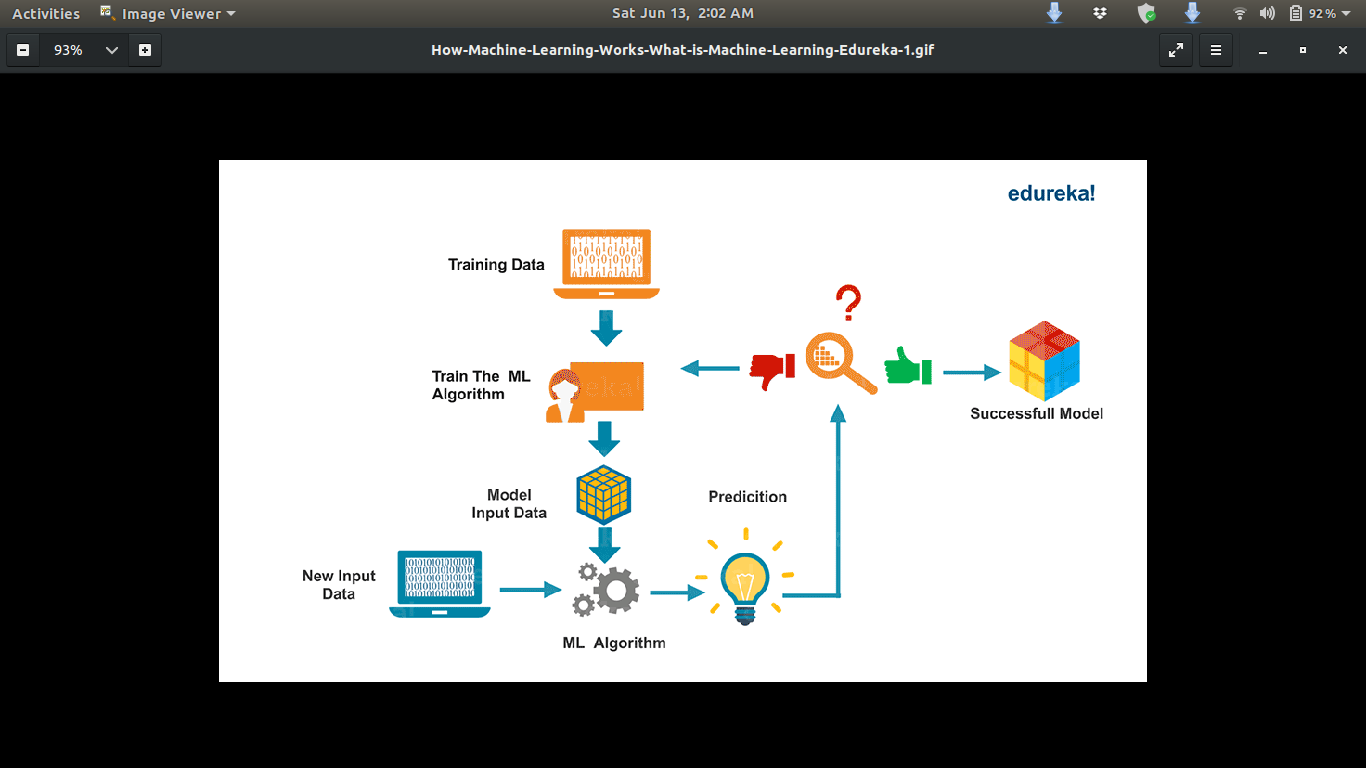 Activities
Image Viewer
Sat Jun 13, 2:02 AM
92%
93%
How-Machine-Learning-Works-What-is-Machine-Learning-Edureka-1.gif
edureka!
Training Data
?
Train The ML
Algorithm
Successfull Model
Model
Input Data
Predicition
New Input
Data
ML Algorithm